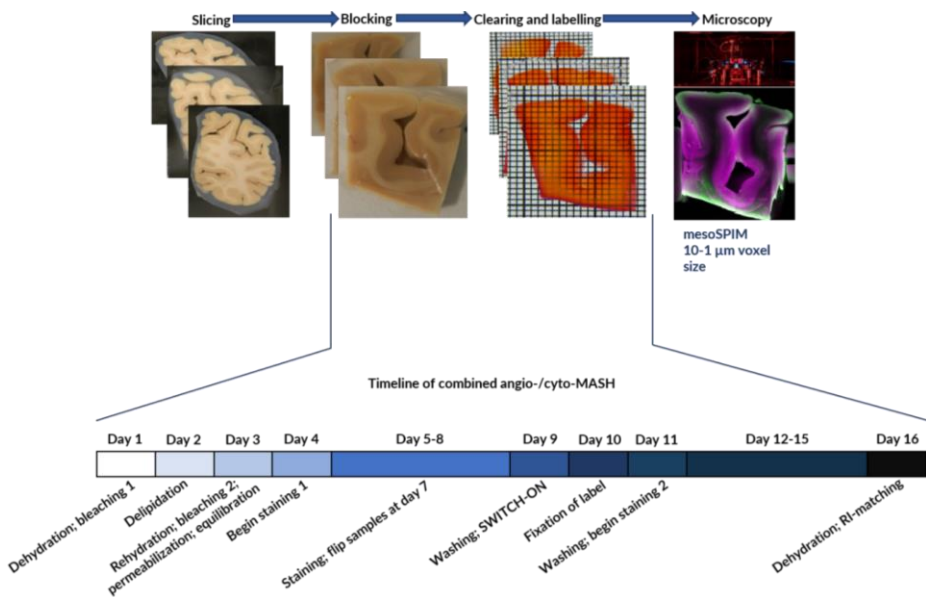 Slicing
Blocking
Clearing and labelling
Microscopy
mesoSPIM
10-1 µm voxel
size
Timeline of combined angio-/cyto-MASH
Day 1
Day 2
Day 3
Day 4
Day 5-8
Day 9
Day 10
Day 11
Day 12-15
Day 16
Dehydration; bleaching 1
Delipidation
Rehydration; bleaching 2;
permeabilization; equilibration
Begin staining 1
Staining; flip samples at day 7
Washing; SWITCH-ON
Fixation of label
Washing; begin staining 2
Dehydration; RI-matching